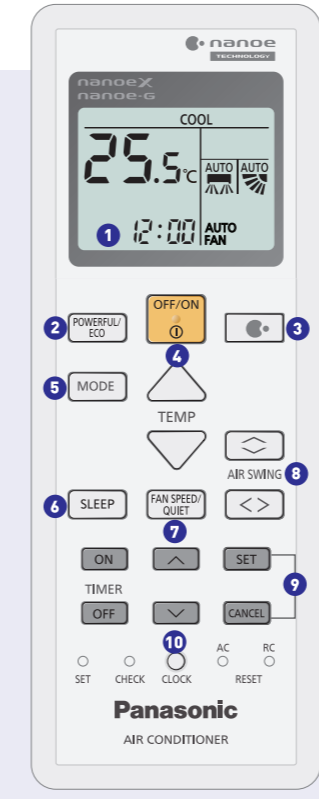 nanoe
TECHNOLOGY
nanoeX
nanoe-G
COOL
25.5℃
AUTO AUTO
1 12:00 AUTO FAN
2 POWERFUL/ECO
OFF/ON
3
4
5 MODE
TEMP
AIR SWING 8
6 SLEEP
FAN SPEED/QUIET
7
ON
SET
TIMER
9
OFF
CANCEL
10
SET CHECK CLOCK AC RC RESET
Panasonic
AIR CONDITIONER